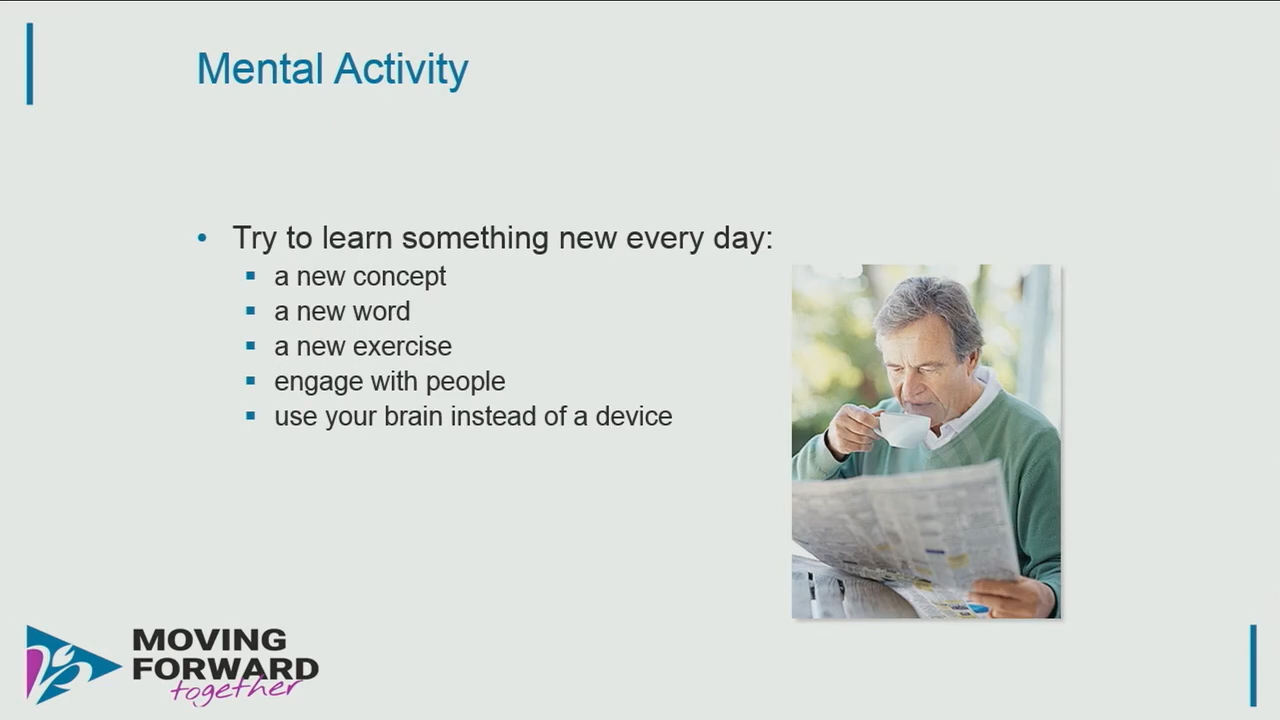 Mental Activity
• Try to learn something new every day:
▪ a new concept
▪ a new word
▪ a new exercise
▪ engage with people
▪ use your brain instead of a device
MOVING
FORWARD
together